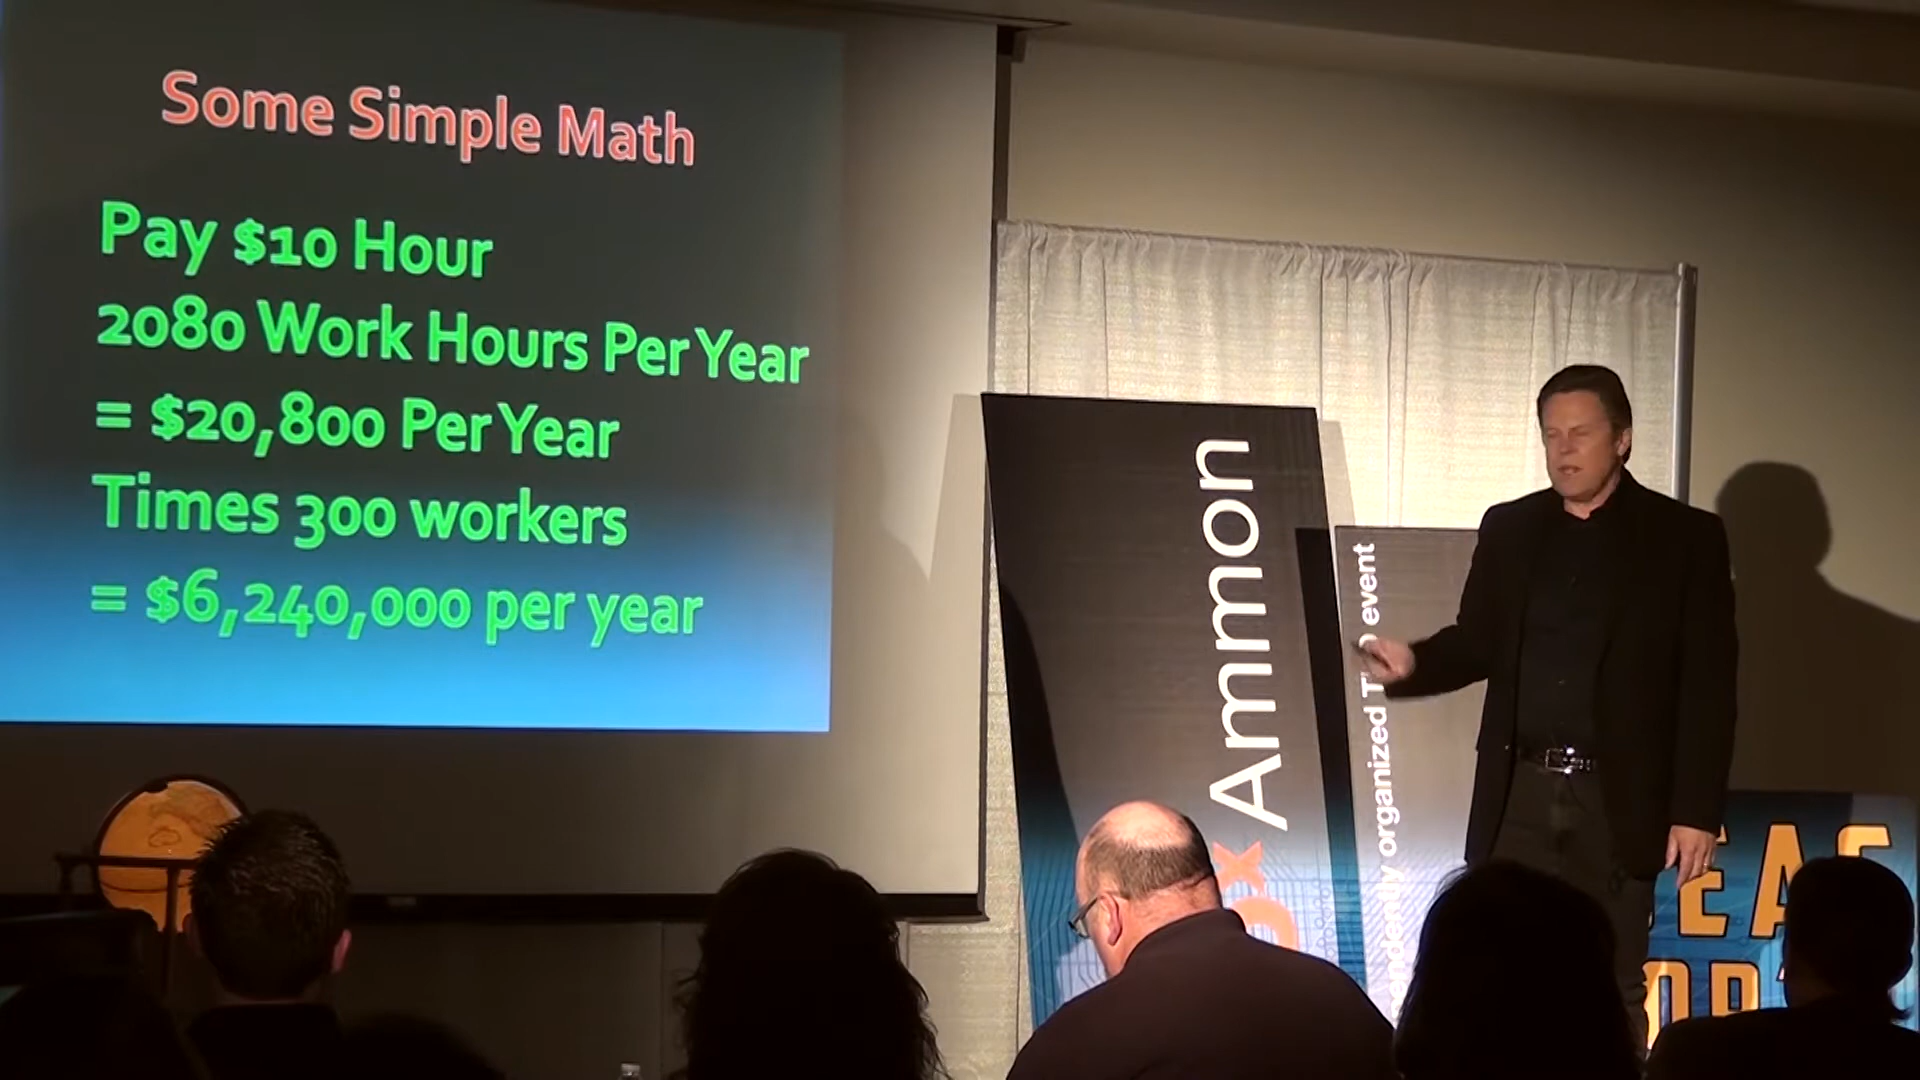 Some Simple Math
Pay $10 Hour
2080 Work Hours Per Year
= $20,800 Per Year
Times 300 workers
= $6,240,000 per year
Ammon
organized
event